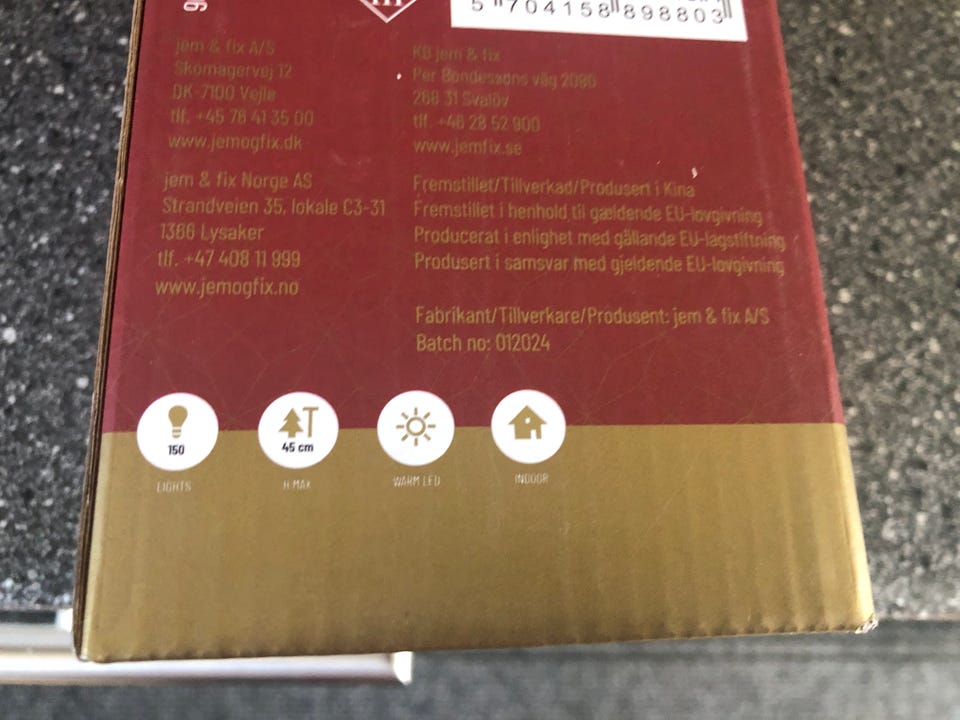 5 704158 898803
jem & fix A/S
Skomagervej 12
DK-7100 Vejle
tlf. +45 76 41 35 00
www.jemogfix.dk
jem & fix Norge AS
Strandveien 35, lokale C3-31
1366 Lysaker
tlf. +47 408 11 999
www.jemogfix.no
KB jem & fix
Per Bondessons väg 2080
268 31 Svalöv
tlf. +46 28 52 900
www.jemfix.se
Fremstillet/Tillverkad/Produsert i Kina
Fremstillet i henhold til gældende EU-lovgivning
Producerat i enlighet med gällande EU-lagstiftning
Produsert i samsvar med gjeldende EU-lovgivning
Fabrikant/Tillverkare/Produsent: jem & fix A/S
Batch no: 012024
150
LIGHTS
45 cm
H MAX
WARM LED
INDOOR